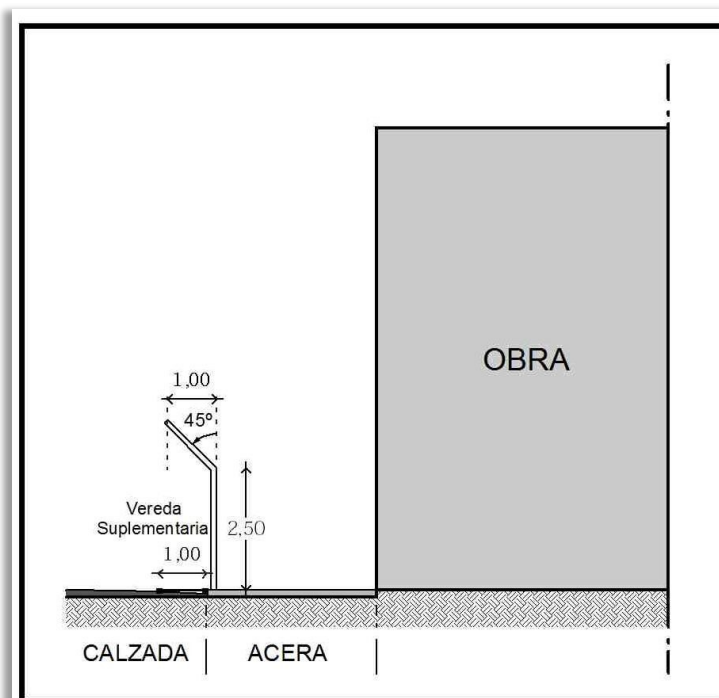 OBRA
1,00
45º
Vereda
Suplementaria
2,50
1,00
CALZADA
ACERA